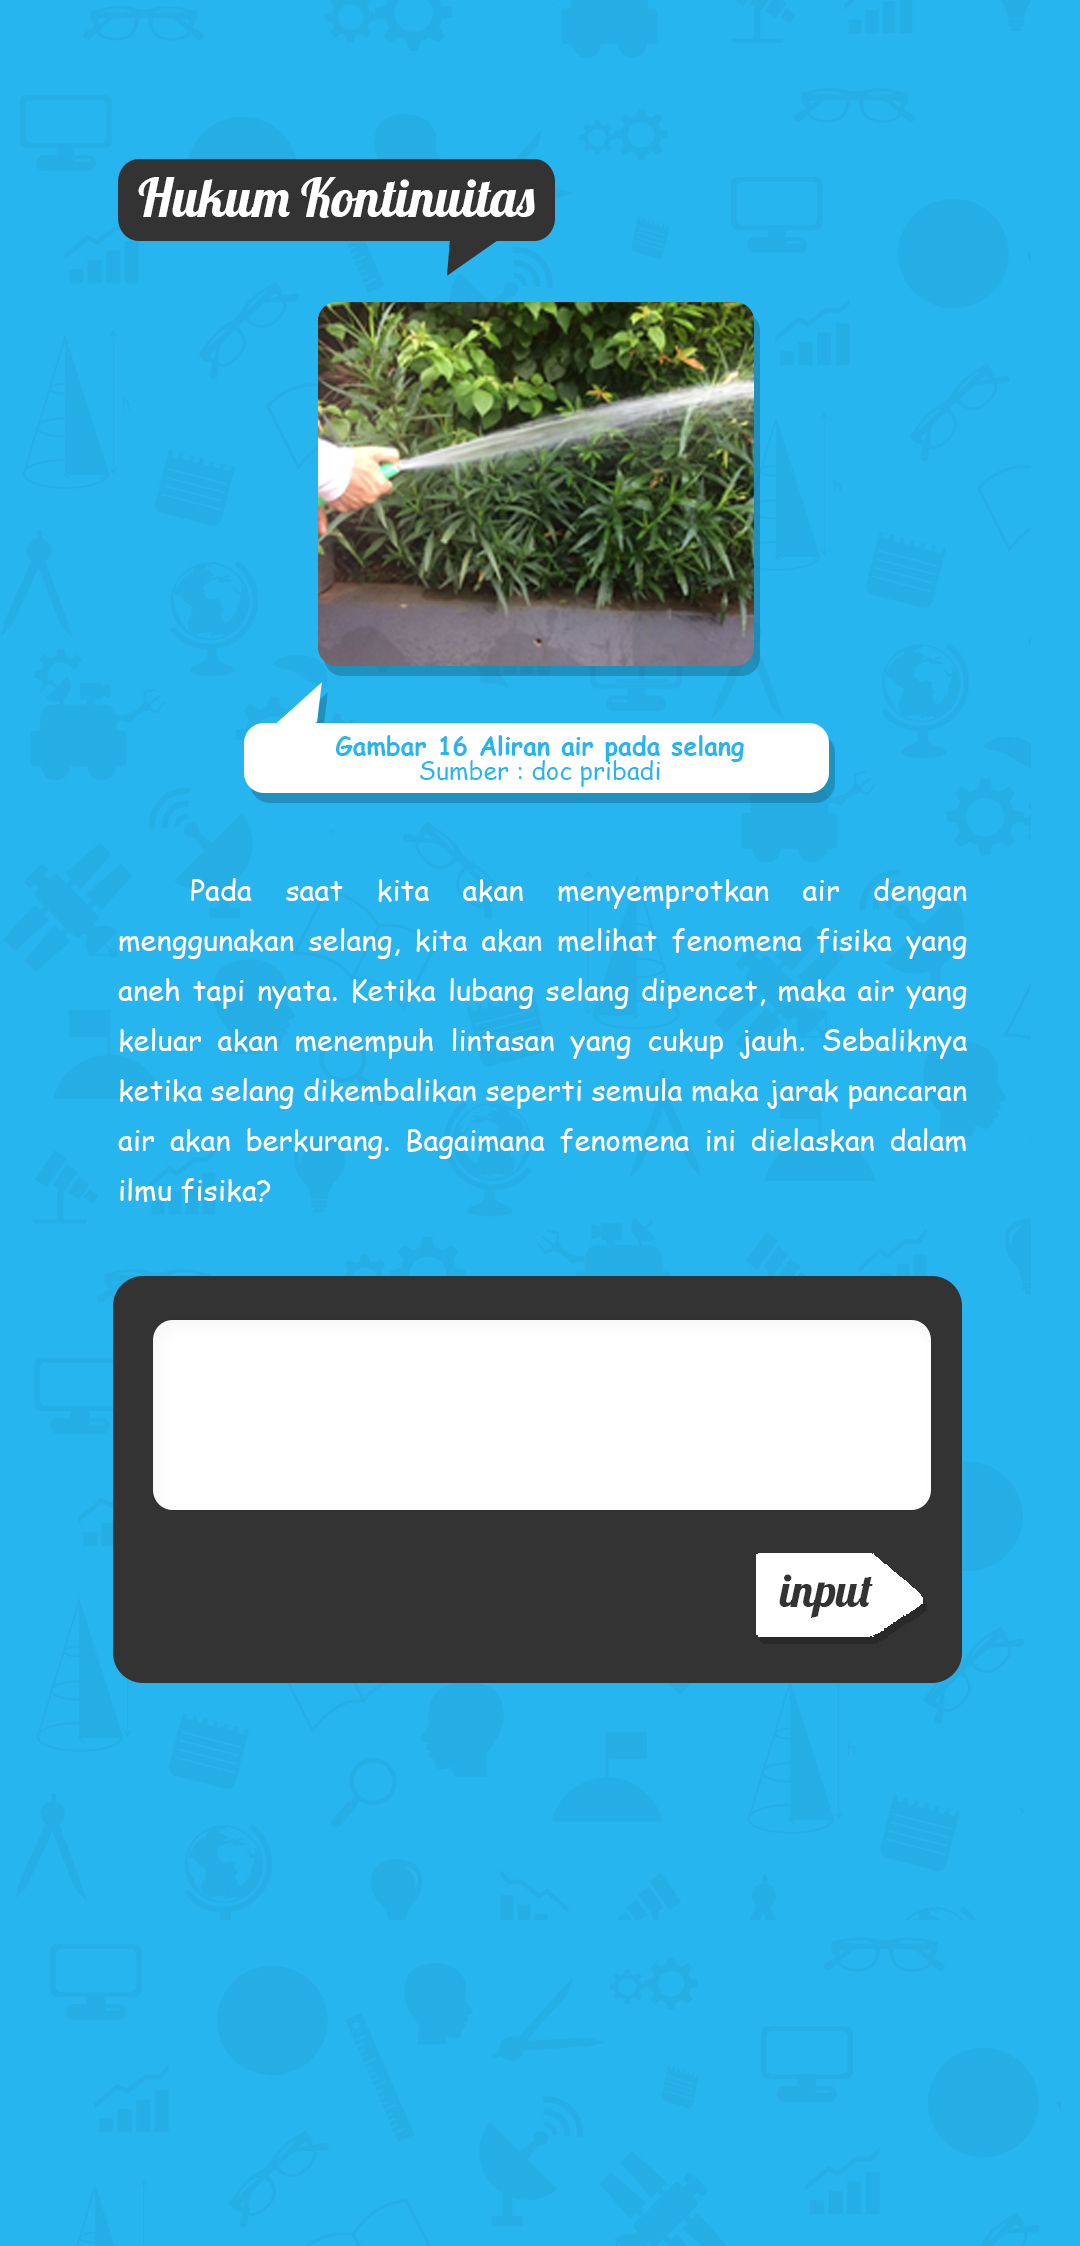 Hukum Kontinuitas
Gambar 16 Aliran air pada selang
Sumber : doc pribadi
Pada saat kita akan menyemprotkan air dengan
menggunakan selang, kita akan melihat fenomena fisika yang
aneh tapi nyata. Ketika lubang selang dipencet, maka air yang
keluar akan menempuh lintasan yang cukup jauh. Sebaliknya
ketika selang dikembalikan seperti semula maka jarak pancaran
air akan berkurang. Bagaimana fenomena ini dielaskan dalam
ilmu fisika?
input